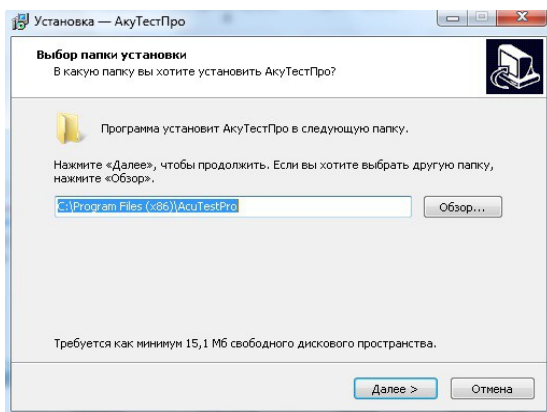 Установка — АкуТестПро
Выбор папки установки
В какую папку вы хотите установить АкуТестПро?
Программа установит АкуТестПро в следующую папку.
Нажмите «Далее», чтобы продолжить. Если вы хотите выбрать другую папку,
нажмите «Обзор».
C:\Program Files (x86)\AcuTestPro
Обзор...
Требуется как минимум 15,1 Мб свободного дискового пространства.
Далее >
Отмена